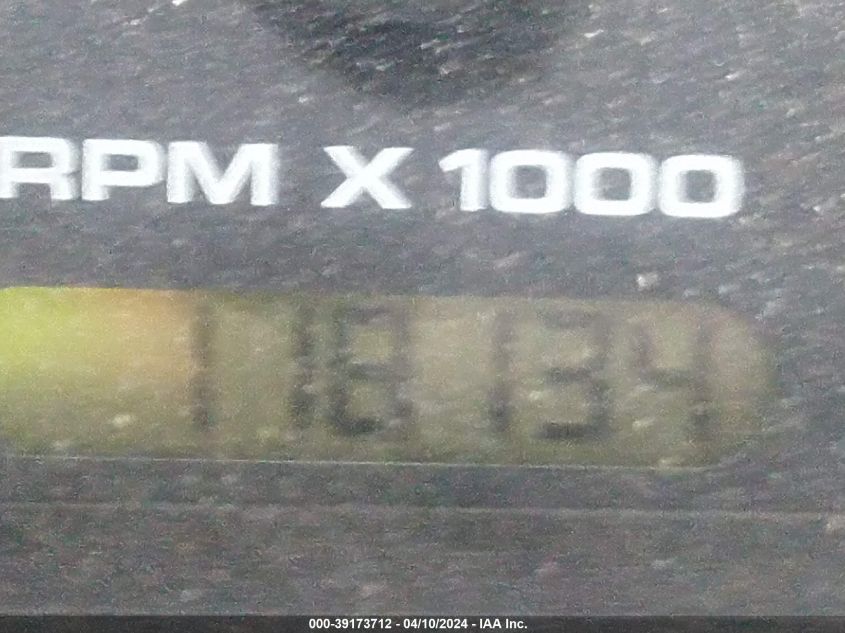 RPM X 1000
118134
000-39173712 - 04/10/2024 - IAA Inc.